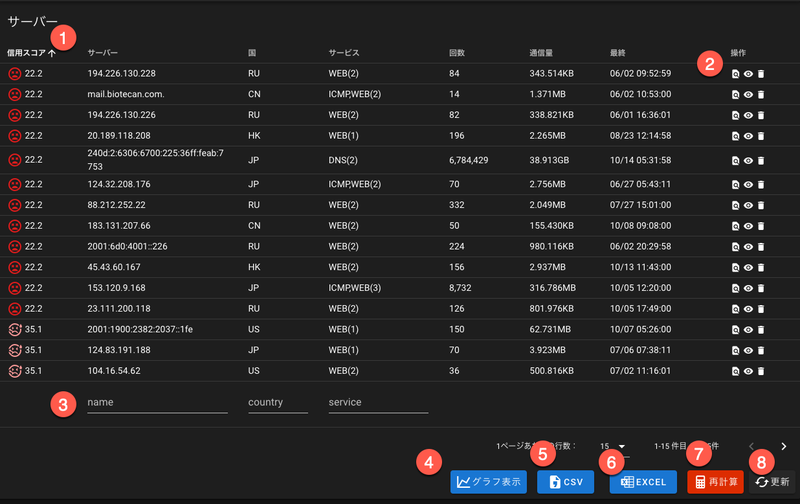 サーバー
1
信用スコア サーバー 国 サービス 回数 通信量 最終 操作
2
22.2 194.226.130.228 RU WEB(2) 84 343.514KB 06/02 09:52:59
22.2 mail.biotecan.com. CN ICMP,WEB(2) 14 1.371MB 06/02 10:53:00
22.2 194.226.130.226 RU WEB(2) 82 338.821KB 06/01 16:36:01
22.2 20.189.118.208 HK WEB(1) 196 2.265MB 08/23 12:14:58
22.2 240d:2:6306:6700:225:36ff:feab:7 JP DNS(2) 6,784,429 38.913GB 10/14 05:31:58
753
22.2 124.32.208.176 JP ICMP,WEB(2) 70 2.756MB 06/27 05:43:11
22.2 88.212.252.22 RU WEB(2) 332 2.049MB 07/27 15:01:00
22.2 183.131.207.66 CN WEB(2) 50 155.430KB 10/08 09:08:00
22.2 2001:6d0:4001::226 RU WEB(2) 224 980.116KB 06/02 20:29:58
22.2 45.43.60.167 HK WEB(2) 156 2.937MB 10/13 11:43:00
22.2 153.120.9.168 JP ICMP,WEB(3) 8,732 316.786MB 10/05 12:20:00
22.2 23.111.200.118 RU WEB(2) 126 801.976KB 10/05 17:49:00
35.1 2001:1900:2382:2037::1fe US WEB(1) 150 62.731MB 10/07 05:26:00
35.1 124.83.191.188 JP WEB(1) 70 3.923MB 07/06 07:38:11
35.1 104.16.54.62 US WEB(2) 36 500.816KB 07/02 11:16:01
3 name country service
1ページあ 行数： 15 1-15 件目 件
4 5 6 7 8
グラフ表示 CSV EXCEL 再計算 更新